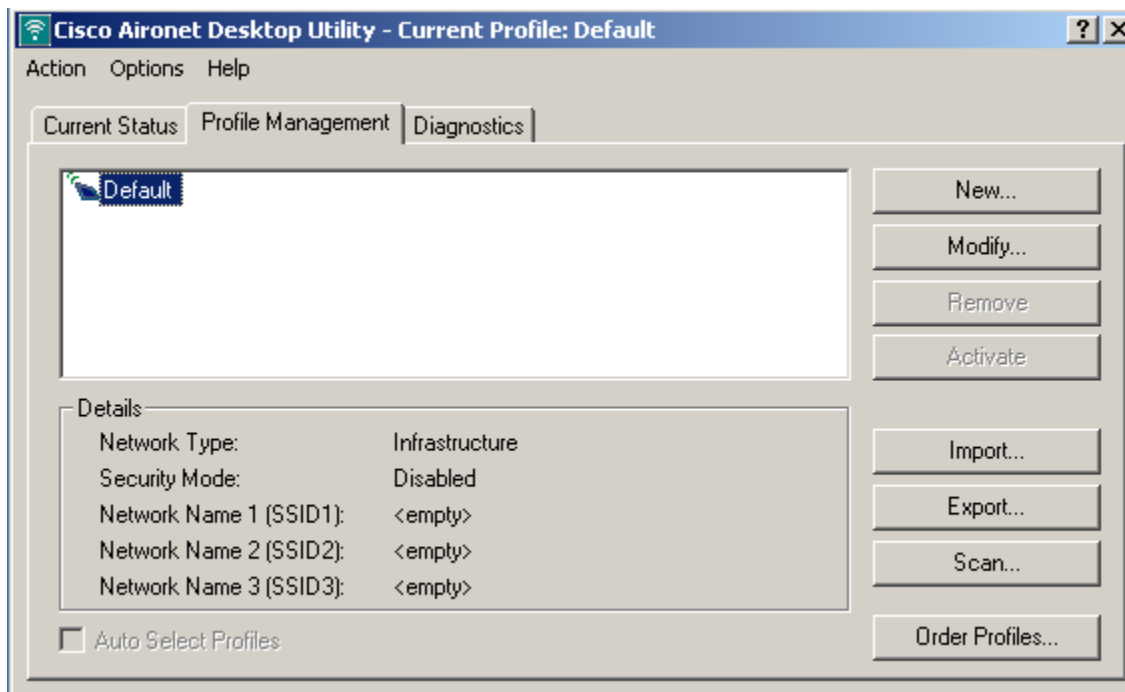 Cisco Aironet Desktop Utility - Current Profile: Default
Action Options Help
Current Status Profile Management Diagnostics
Default
New...
Modify...
Remove
Activate
Details
Network Type: Infrastructure
Security Mode: Disabled
Network Name 1 (SSID1): <empty>
Network Name 2 (SSID2): <empty>
Network Name 3 (SSID3): <empty>
Import...
Export...
Scan...
Auto Select Profiles
Order Profiles...